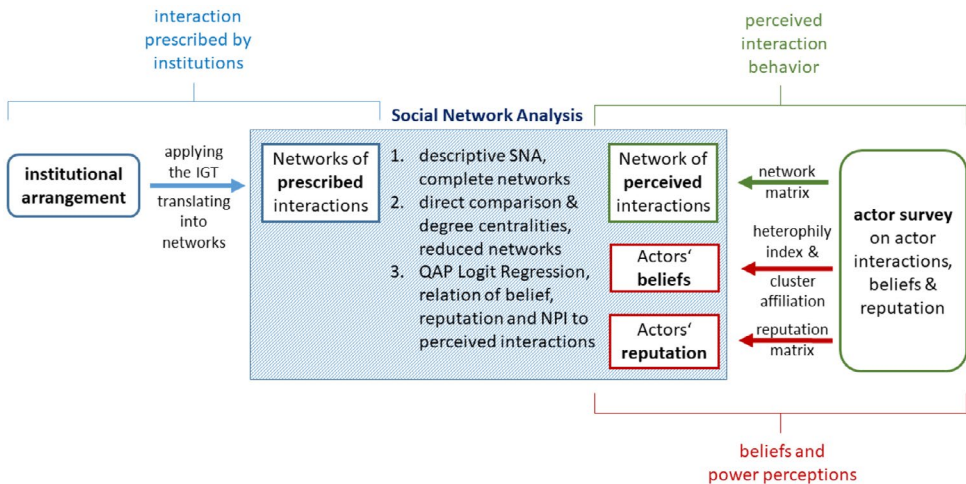 interaction
prescribed by
institutions
perceived
interaction
behavior
Social Network Analysis
institutional
arrangement
applying
the IGT
translating
into
networks
Networks of
prescribed
interactions
1. descriptive SNA,
complete networks
2. direct comparison &
degree centralities,
reduced networks
3. QAP Logit Regression,
relation of belief,
reputation and NPI to
perceived interactions
Network of
perceived
interactions
Actors‘
beliefs
Actors‘
reputation
network
matrix
heterophily
index &
cluster
affiliation
reputation
matrix
actor survey
on actor
interactions,
beliefs &
reputation
beliefs and
power perceptions